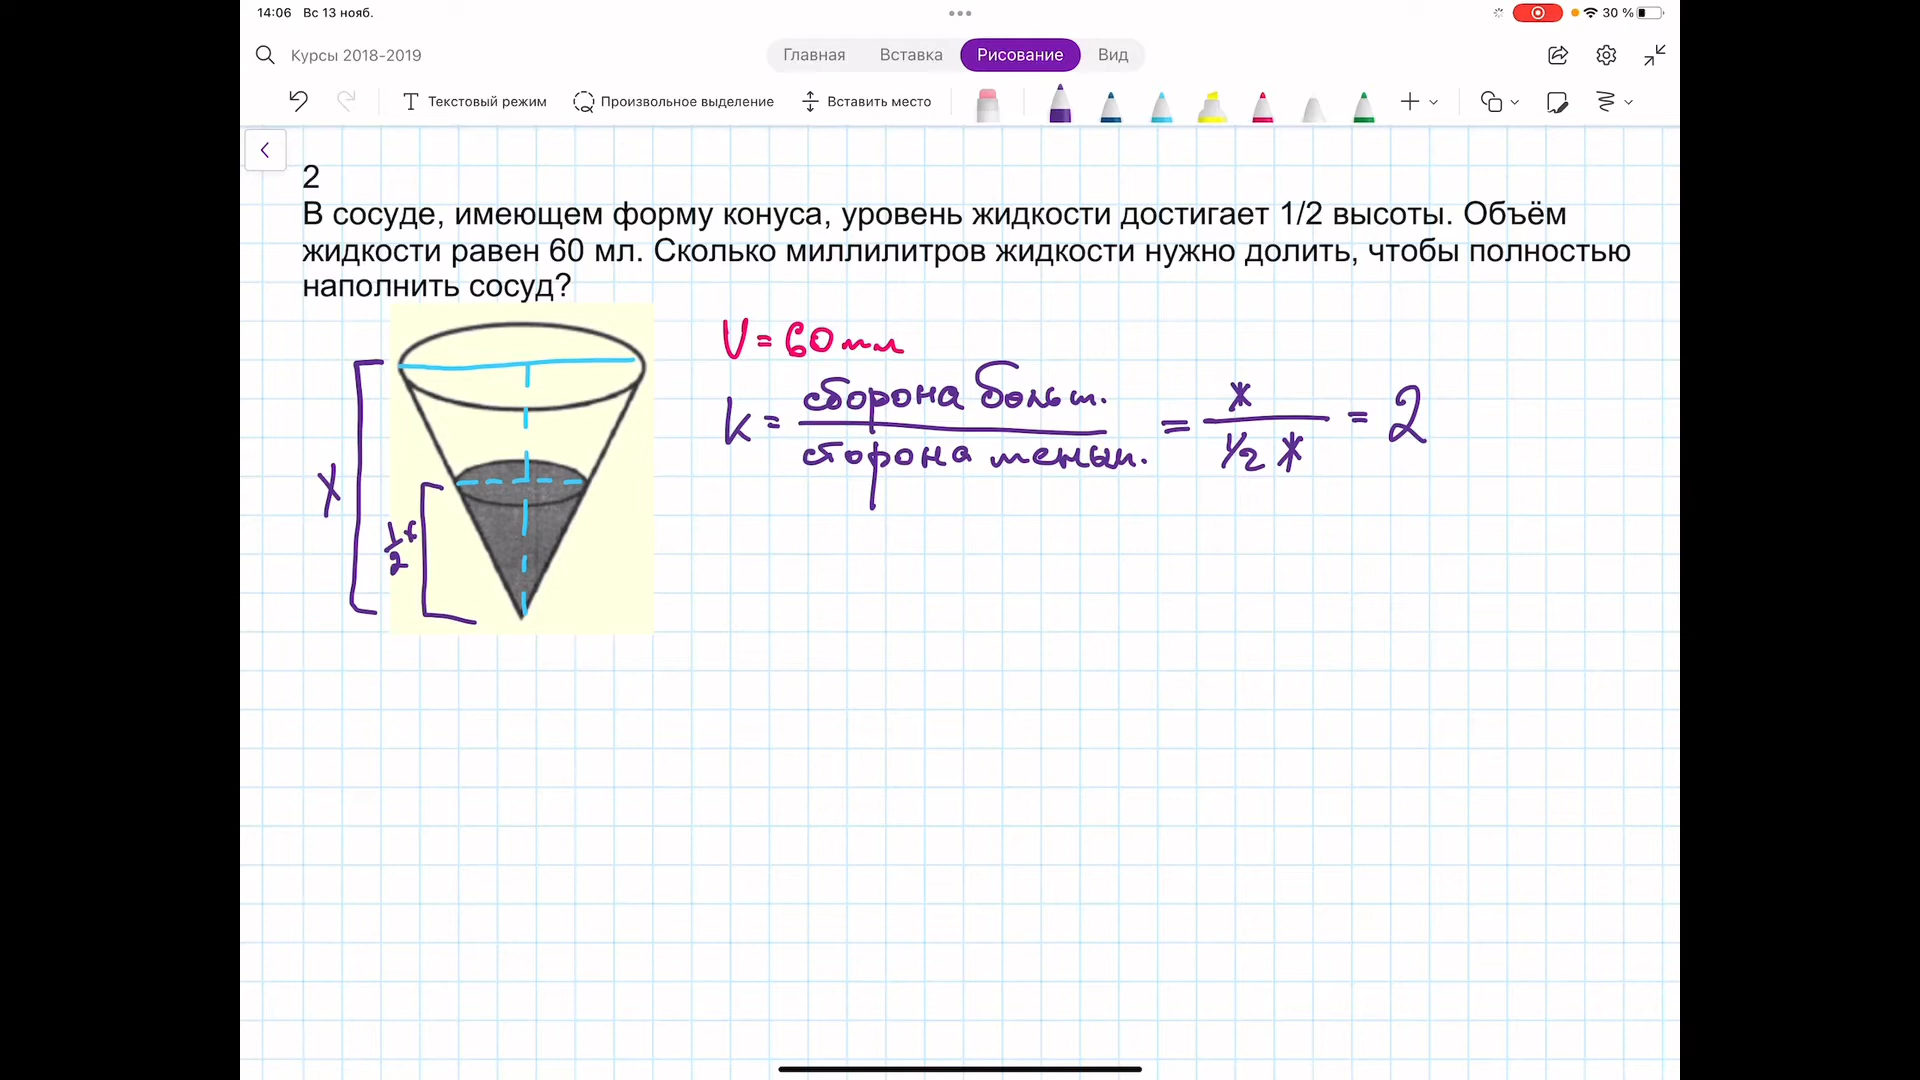 14:06 Вс 13 нояб.
30 %
Курсы 2018-2019
Главная Вставка Рисование Вид
Текстовый режим Произвольное выделение Вставить место
2
В сосуде, имеющем форму конуса, уровень жидкости достигает 1/2 высоты. Объём
жидкости равен 60 мл. Сколько миллилитров жидкости нужно долить, чтобы полностью
наполнить сосуд?
V = 60 мл
k = сторона больш. / сторона меньш. = x / 1/2 x = 2
x
1/2 x